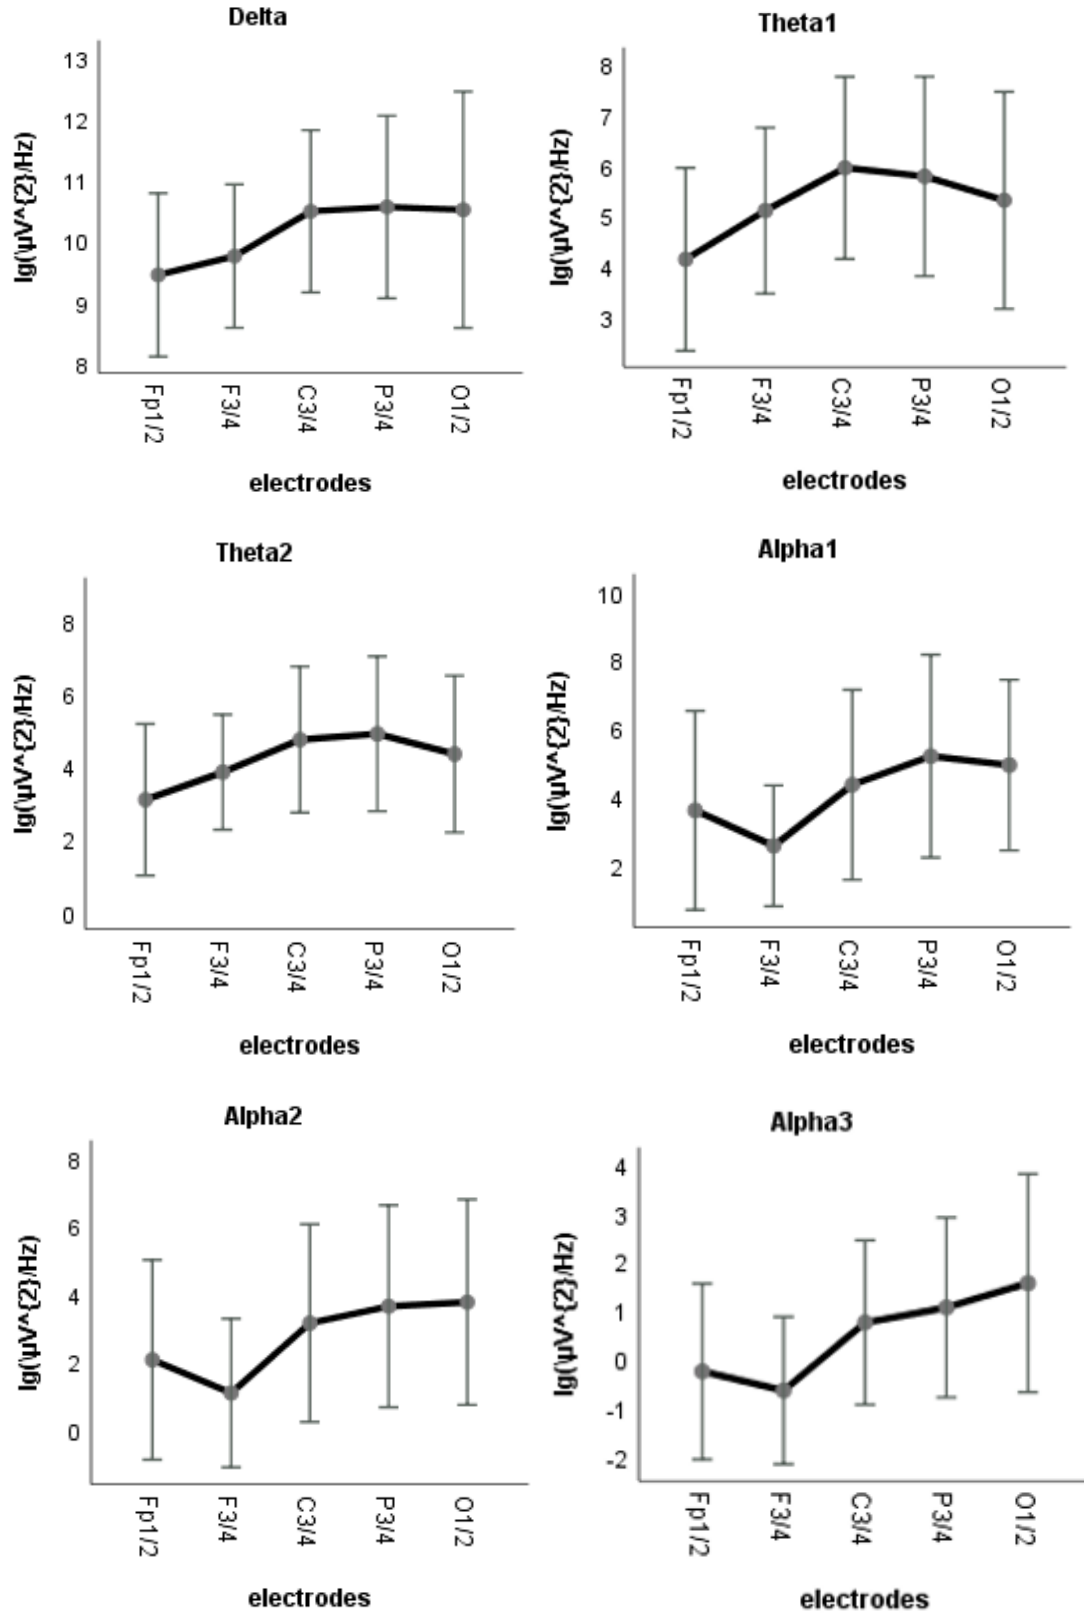 Delta
13
12
11
10
9
8
lg(\μV^{2}/Hz)
Fp1/2
F3/4
C3/4
P3/4
O1/2
electrodes
Theta1
8
7
6
5
4
3
lg(\μV^{2}/Hz)
Fp1/2
F3/4
C3/4
P3/4
O1/2
electrodes
Theta2
8
6
4
2
0
lg(\μV^{2}/Hz)
Fp1/2
F3/4
C3/4
P3/4
O1/2
electrodes
Alpha1
10
8
6
4
2
lg(\μV^{2}/Hz)
Fp1/2
F3/4
C3/4
P3/4
O1/2
electrodes
Alpha2
8
6
4
2
0
lg(\μV^{2}/Hz)
Fp1/2
F3/4
C3/4
P3/4
O1/2
electrodes
Alpha3
4
3
2
1
0
-1
-2
lg(\μV^{2}/Hz)
Fp1/2
F3/4
C3/4
P3/4
O1/2
electrodes